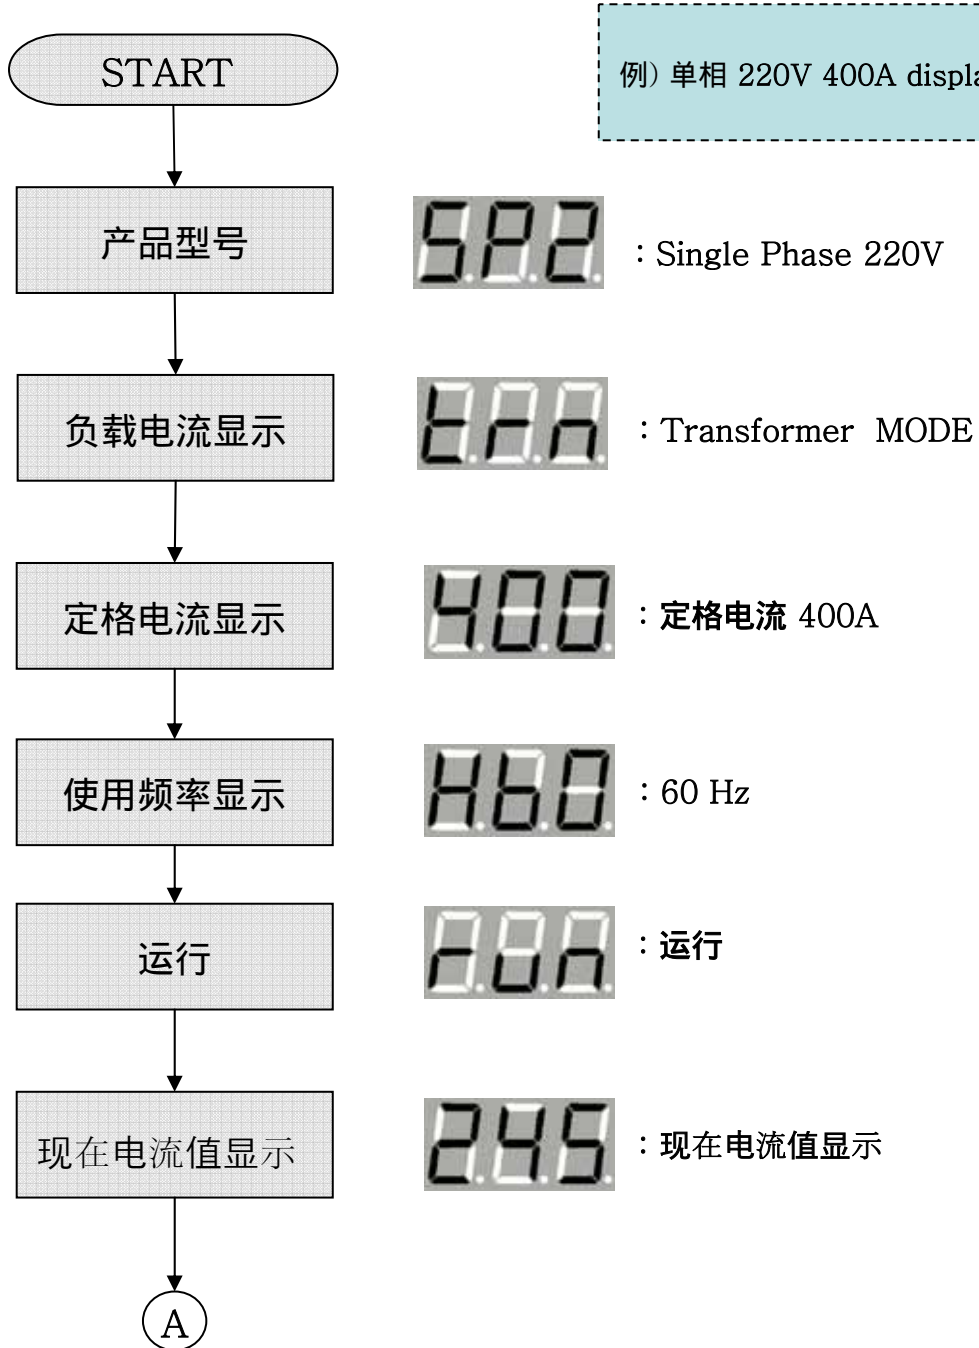 START
例) 单相 220V 400A displa
产品型号
SP2
: Single Phase 220V
负载电流显示
trn
: Transformer MODE
定格电流显示
400
: 定格电流 400A
使用频率显示
H60
: 60 Hz
运行
run
: 运行
现在电流值显示
245
: 现在电流值显示
A